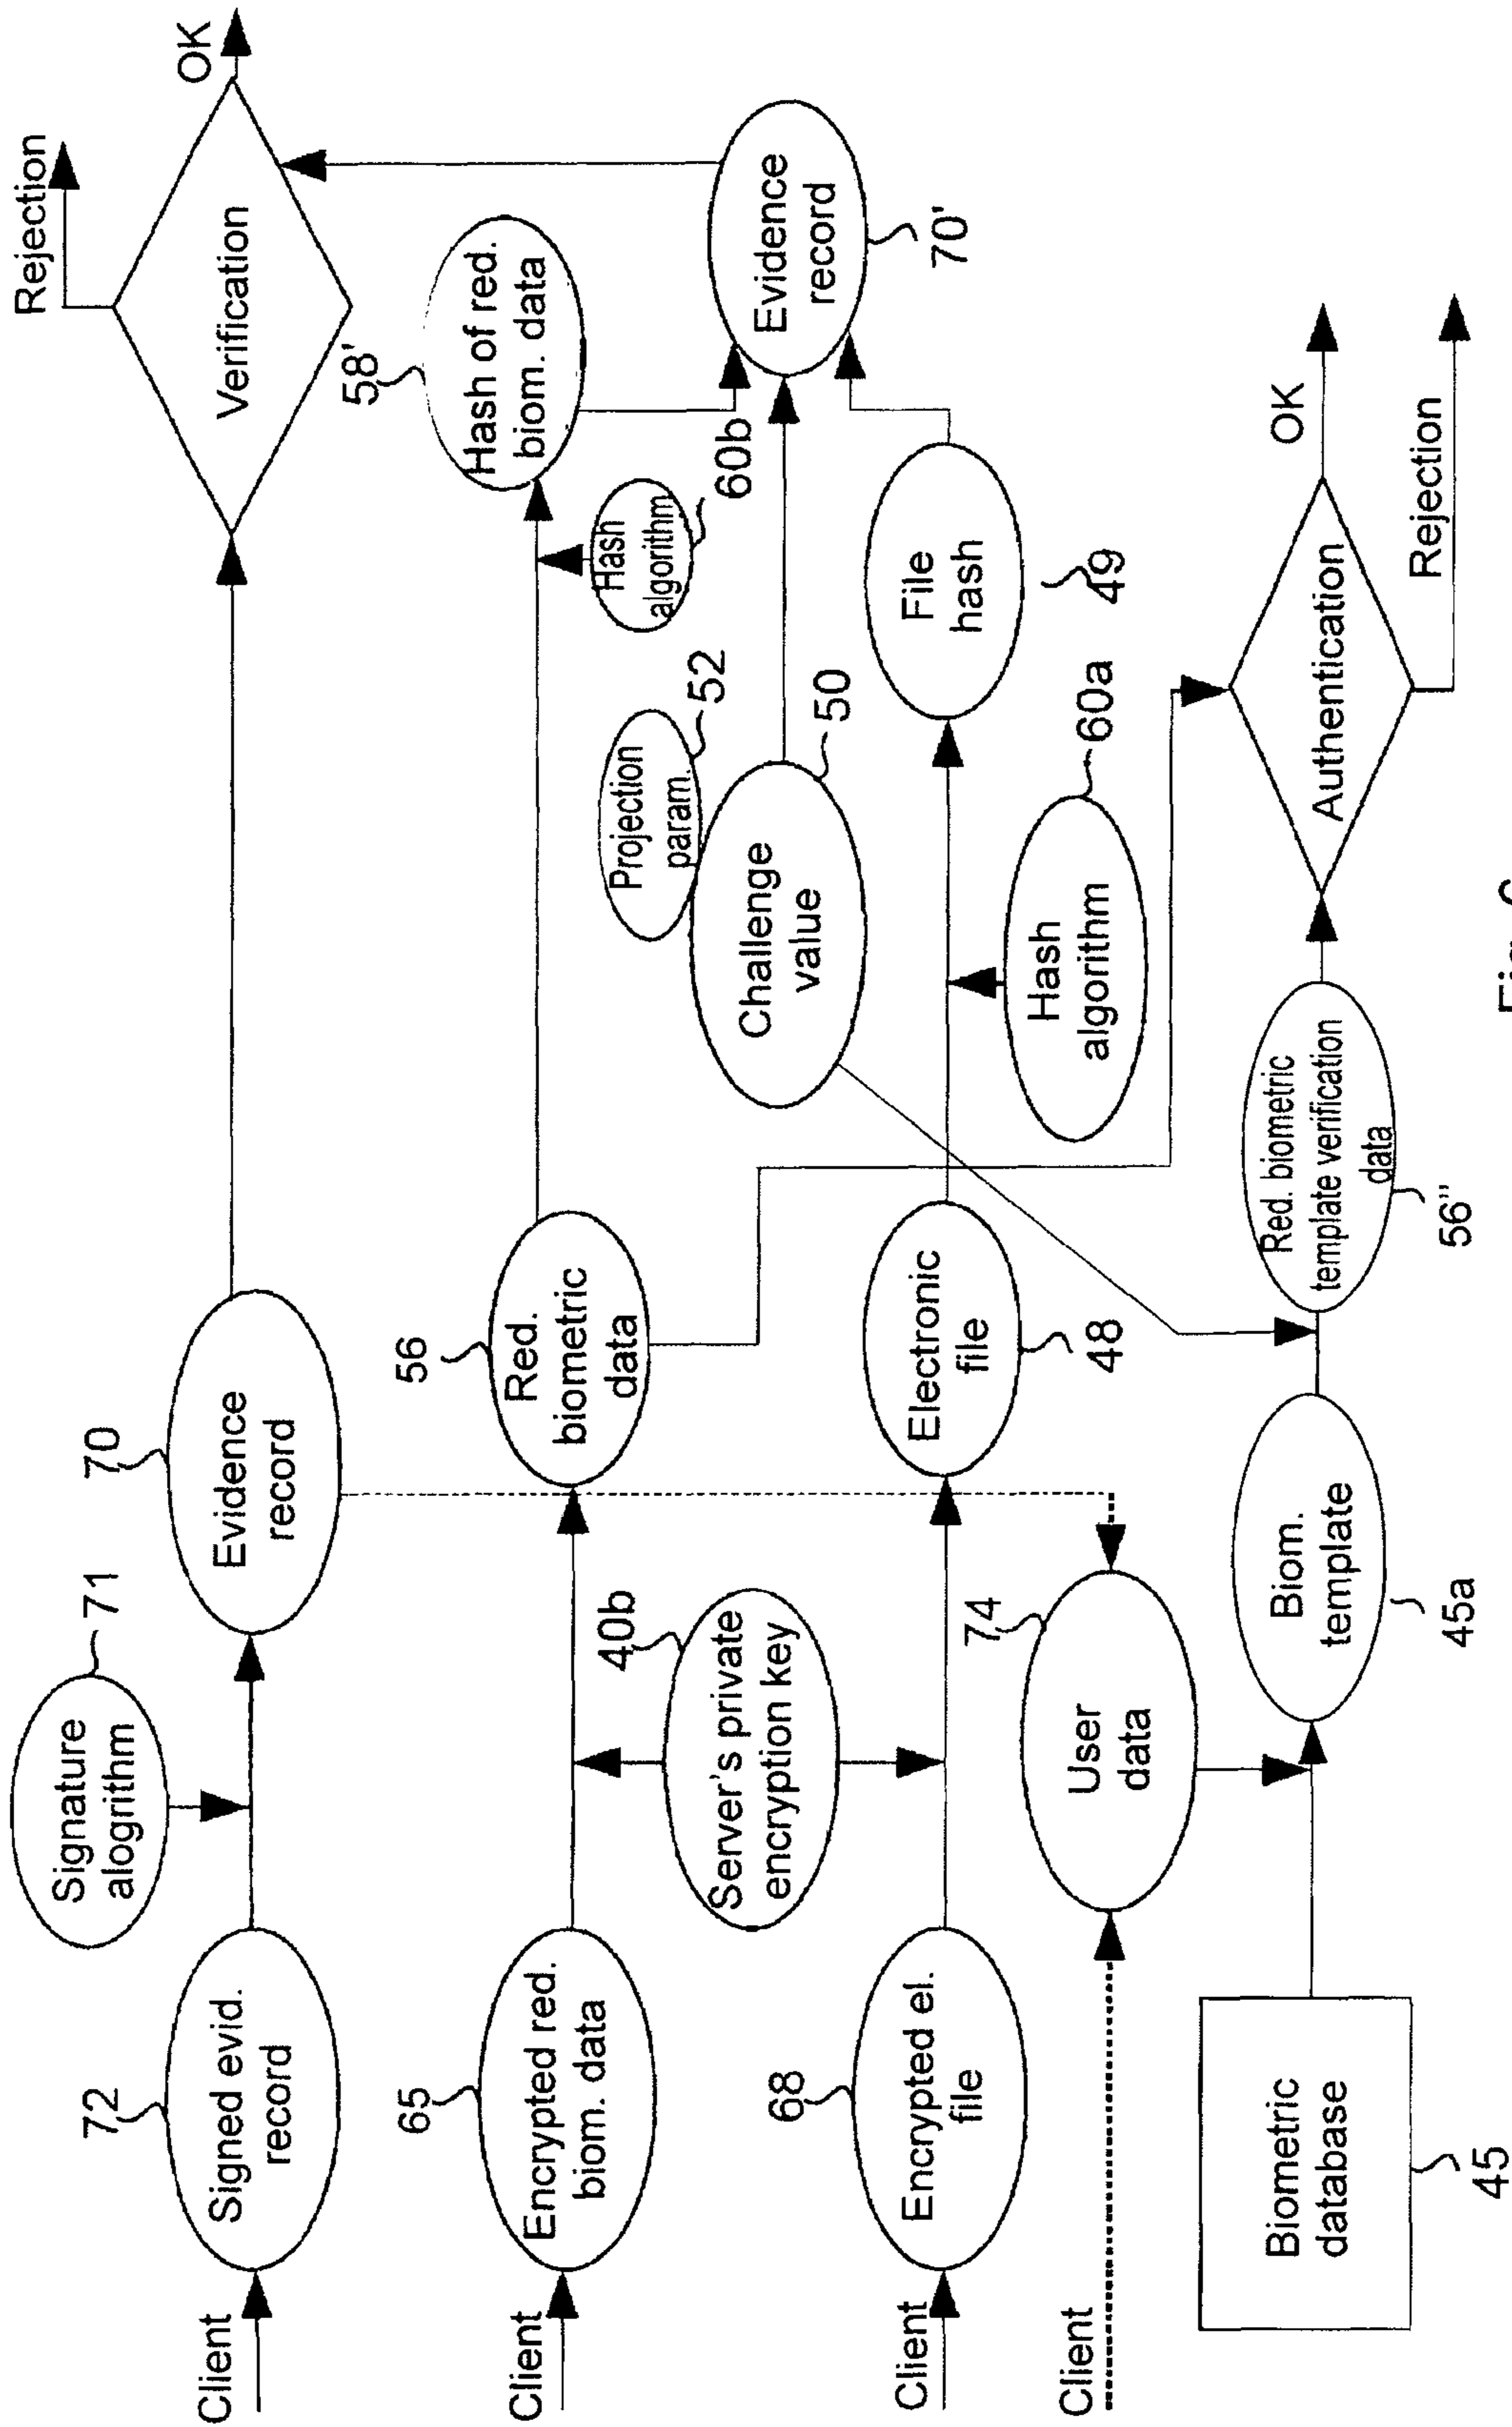 Client
72
Signed evid.
record
Signature
alogrithm
71
70
Evidence
record
Verification
Rejection
OK
Client
65
Encrypted red.
biom. data
56
Red.
biometric
data
58'
Hash of red.
biom. data
Hash
algorithm
60b
40b
Server's private
encryption key
Projection
param.
52
Challenge
value
50
Evidence
record
70'
Client
68
Encrypted el.
file
Electronic
file
48
File
hash
49
Hash
algorithm
60a
Client
74
User
data
Biometric
database
45
Biom.
template
45a
Red. biometric
template verification
data
56"
Authentication
OK
Rejection